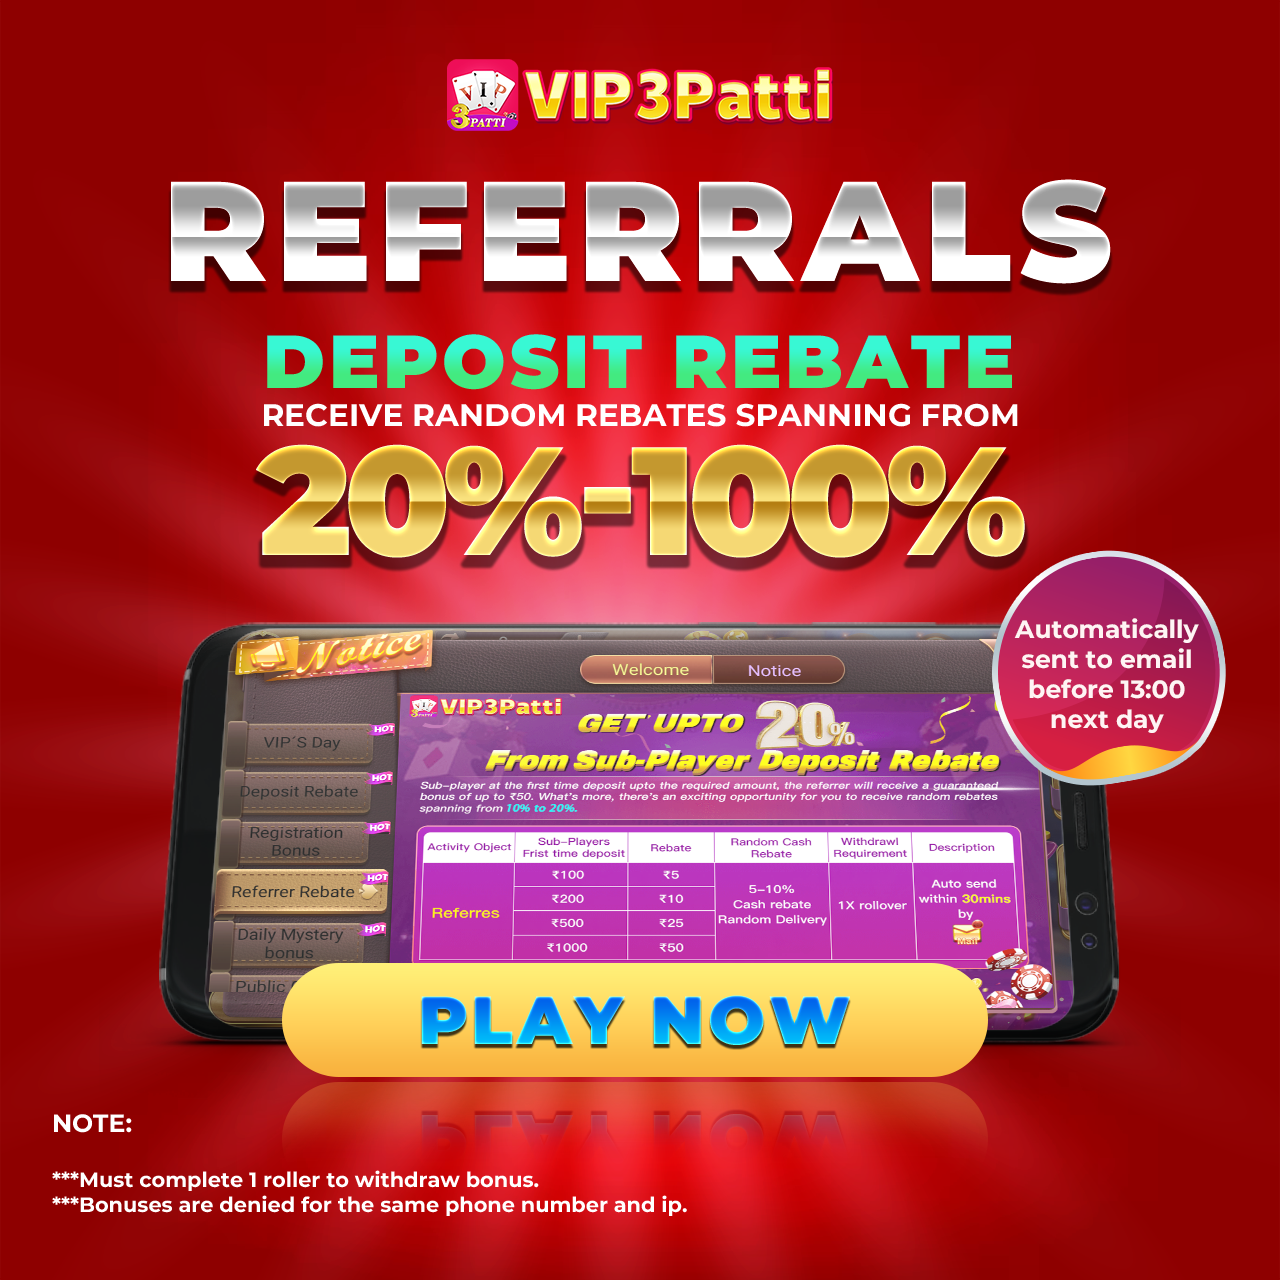 VIP
3PATTI
VIP3Patti
REFERRALS
DEPOSIT REBATE
RECEIVE RANDOM REBATES SPANNING FROM
20%-100%
Automatically
sent to email
before 13:00
next day
Notice
Welcome
Notice
VIP'S Day
HOT
Deposit Rebate
HOT
Registration
Bonus
HOT
Referrer Rebate
HOT
Daily Mystery
bonus
HOT
Public
VIP3Patti
GET UPTO 20%
From Sub-Player Deposit Rebate
Sub-player at the first time deposit upto the required amount, the referrer will receive a guaranteed
bonus of up to ₹50. What's more, there's an exciting opportunity for you to receive random rebates
spanning from 10% to 20%.
Activity Object
Sub-Players
Frist time deposit
Rebate
Random Cash
Rebate
Withdrawl
Requirement
Description
Referres
₹100
₹5
₹200
₹10
₹500
₹25
₹1000
₹50
5-10%
Cash rebate
Random Delivery
1X rollover
Auto send
within 30mins
by
Mail
PLAY NOW
NOTE:
***Must complete 1 roller to withdraw bonus.
***Bonuses are denied for the same phone number and ip.